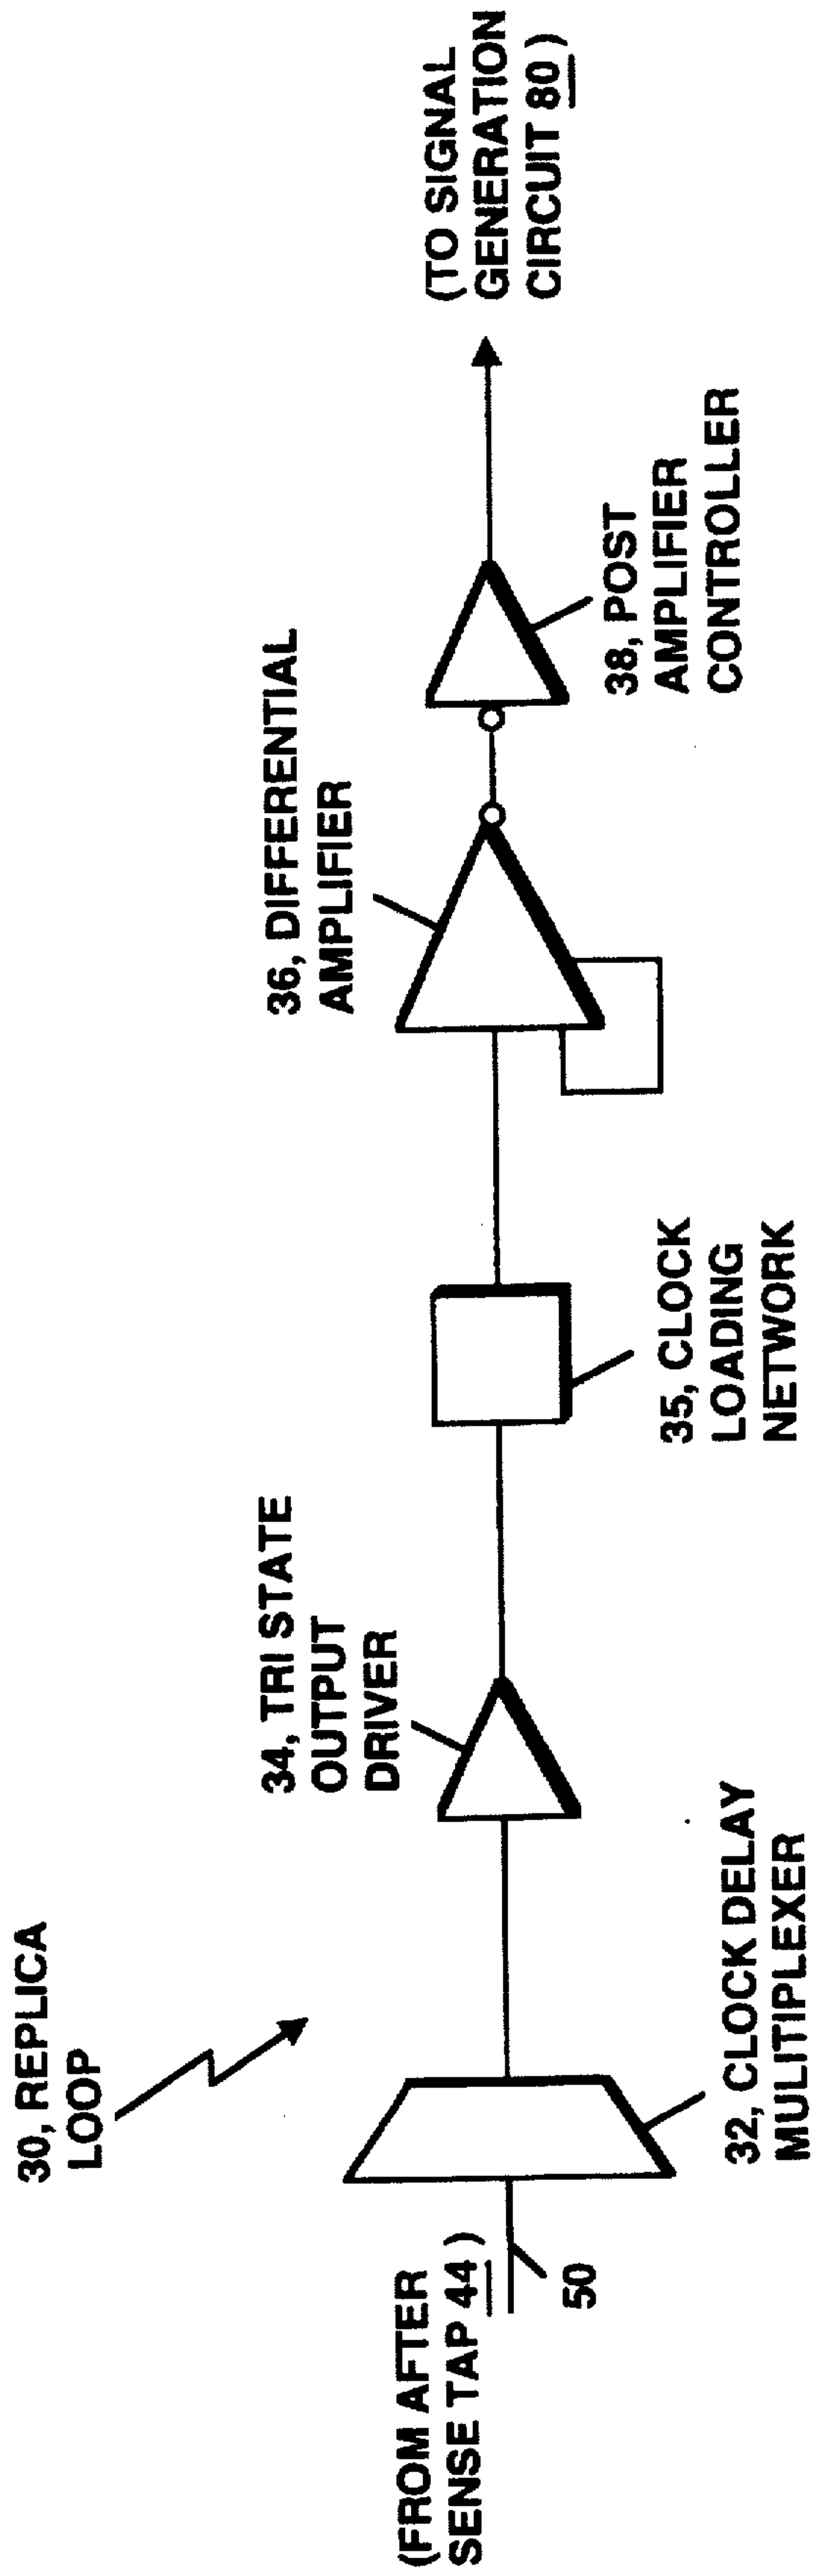 30, REPLICA
LOOP
(FROM AFTER
SENSE TAP 44 )
50
32, CLOCK DELAY
MULITIPLEXER
34, TRI STATE
OUTPUT
DRIVER
35, CLOCK
LOADING
NETWORK
36, DIFFERENTIAL
AMPLIFIER
38, POST
AMPLIFIER
CONTROLLER
(TO SIGNAL
GENERATION
CIRCUIT 80 )